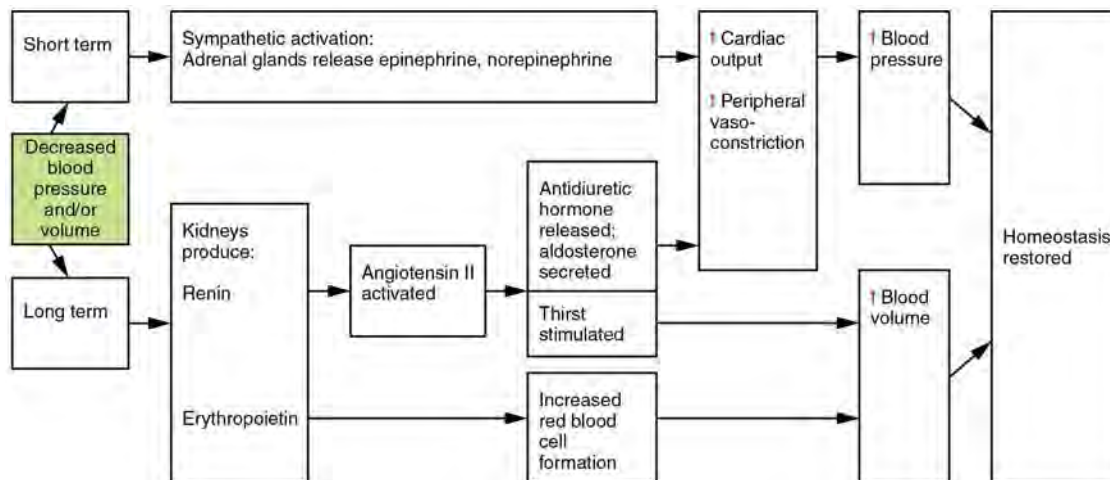 Short term
Sympathetic activation:
Adrenal glands release epinephrine, norepinephrine
↑ Cardiac
output
↑ Peripheral
vaso-
constriction
↑ Blood
pressure
Decreased
blood
pressure
and/or
volume
Long term
Kidneys
produce:
Renin
Erythropoietin
Angiotensin II
activated
Antidiuretic
hormone
released;
aldosterone
secreted
Thirst
stimulated
Increased
red blood
cell
formation
↑ Blood
volume
Homeostasis
restored